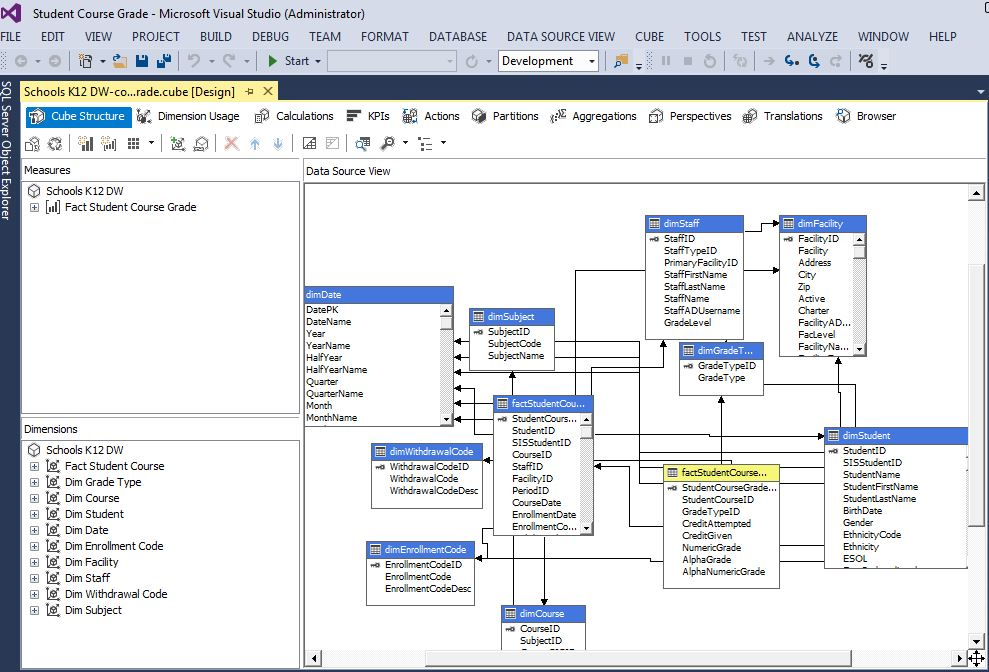 Student Course Grade - Microsoft Visual Studio (Administrator)
FILE EDIT VIEW PROJECT BUILD DEBUG TEAM FORMAT DATABASE DATA SOURCE VIEW CUBE TOOLS TEST ANALYZE WINDOW HELP
Start Development
SQL Server Object Explorer
Schools K12 DW-co...rade.cube [Design]
Cube Structure Dimension Usage Calculations KPIs Actions Partitions Aggregations Perspectives Translations Browser
Measures
Schools K12 DW
Fact Student Course Grade
Dimensions
Schools K12 DW
Fact Student Course
Dim Grade Type
Dim Course
Dim Student
Dim Date
Dim Enrollment Code
Dim Facility
Dim Staff
Dim Withdrawal Code
Dim Subject
Data Source View
dimStaff
StaffID
StaffTypeID
PrimaryFacilityID
StaffFirstName
StaffLastName
StaffName
StaffADUsername
GradeLevel
dimFacility
FacilityID
Facility
Address
City
Zip
Active
Charter
FacilityAD...
FacLevel
FacilityNa...
dimDate
DatePK
DateName
Year
YearName
HalfYear
HalfYearName
Quarter
QuarterName
Month
MonthName
dimSubject
SubjectID
SubjectCode
SubjectName
dimGradeT...
GradeTypeID
GradeType
factStudentCou...
StudentCours...
StudentID
SISStudentID
CourseID
StaffID
FacilityID
PeriodID
CourseDate
EnrollmentDate
EnrollmentCo...
dimWithdrawalCode
WithdrawalCodeID
WithdrawalCode
WithdrawalCodeDesc
dimStudent
StudentID
SISStudentID
StudentName
StudentFirstName
StudentLastName
BirthDate
Gender
EthnicityCode
Ethnicity
ESOL
factStudentCourse...
StudentCourseGrade...
StudentCourseID
GradeTypeID
CreditAttempted
CreditGiven
NumericGrade
AlphaGrade
AlphaNumericGrade
dimEnrollmentCode
EnrollmentCodeID
EnrollmentCode
EnrollmentCodeDesc
dimCourse
CourseID
SubjectID